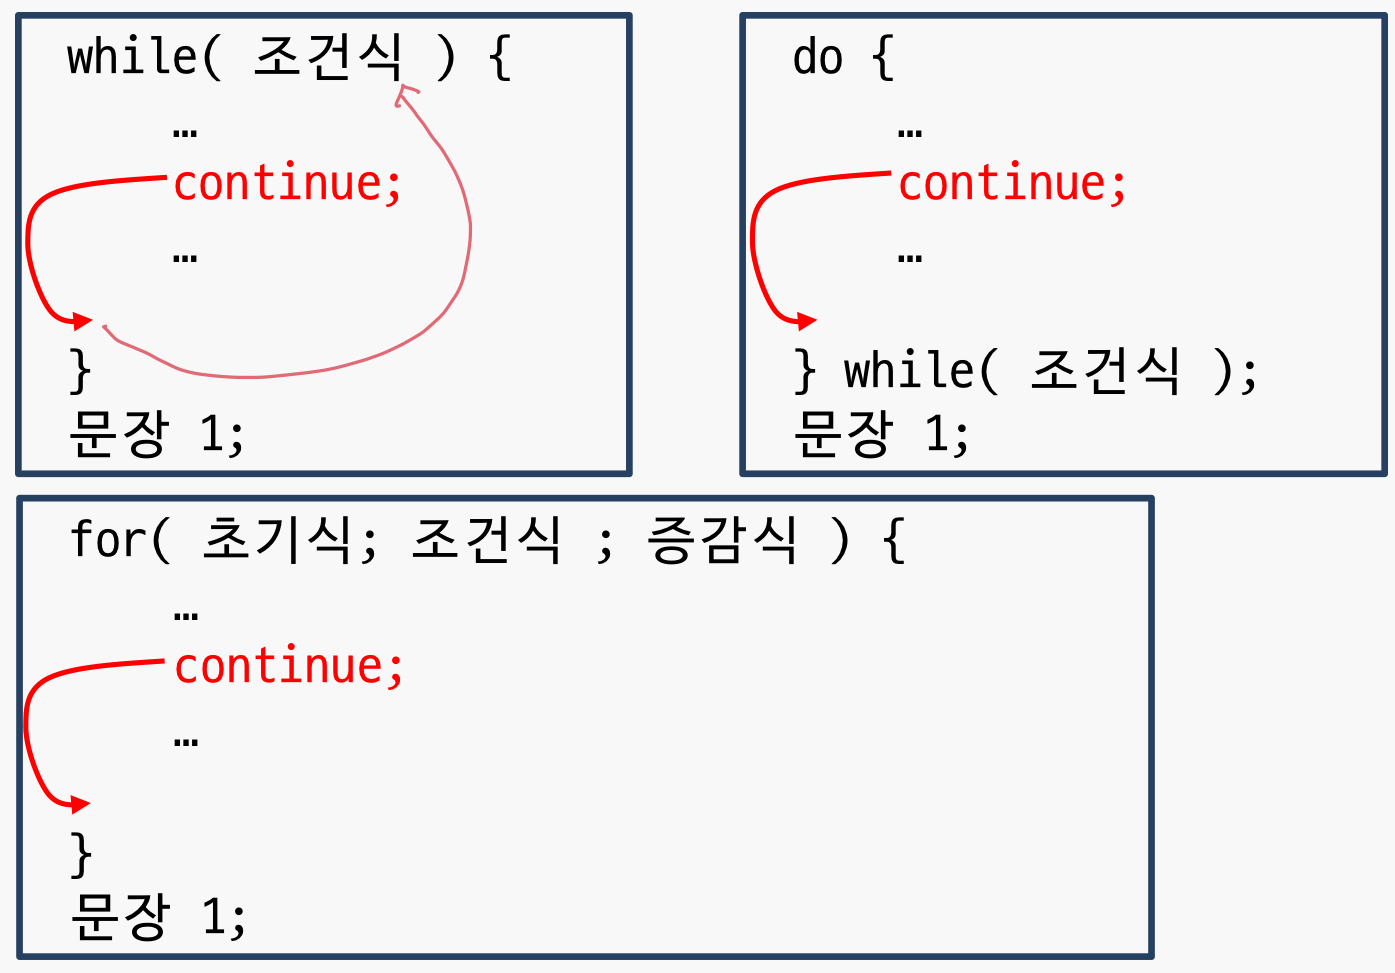 while( 조건식 ) {
…
continue;
…
}
문장 1;
do {
…
continue;
…
} while( 조건식 );
문장 1;
for( 초기식; 조건식 ; 증감식 ) {
…
continue;
…
}
문장 1;